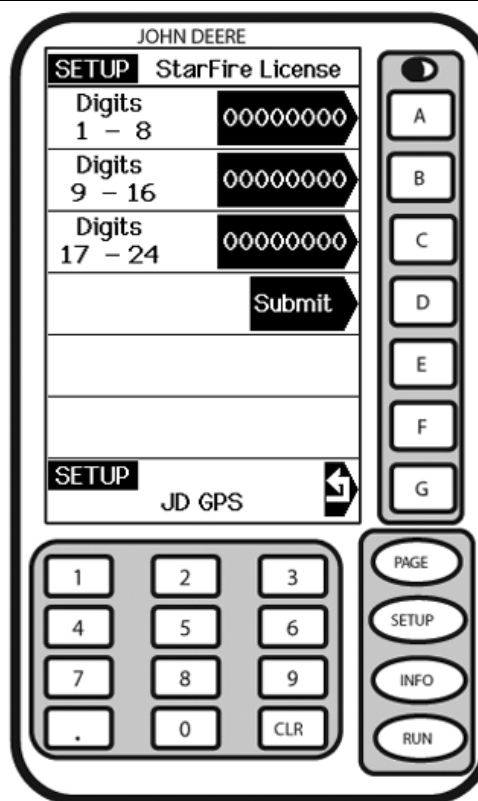 JOHN DEERE
SETUP StarFire License
Digits
1 - 8
00000000
Digits
9 - 16
00000000
Digits
17 - 24
00000000
Submit
SETUP
JD GPS
A
B
C
D
E
F
G
1 2 3
4 5 6
7 8 9
. 0 CLR
PAGE
SETUP
INFO
RUN